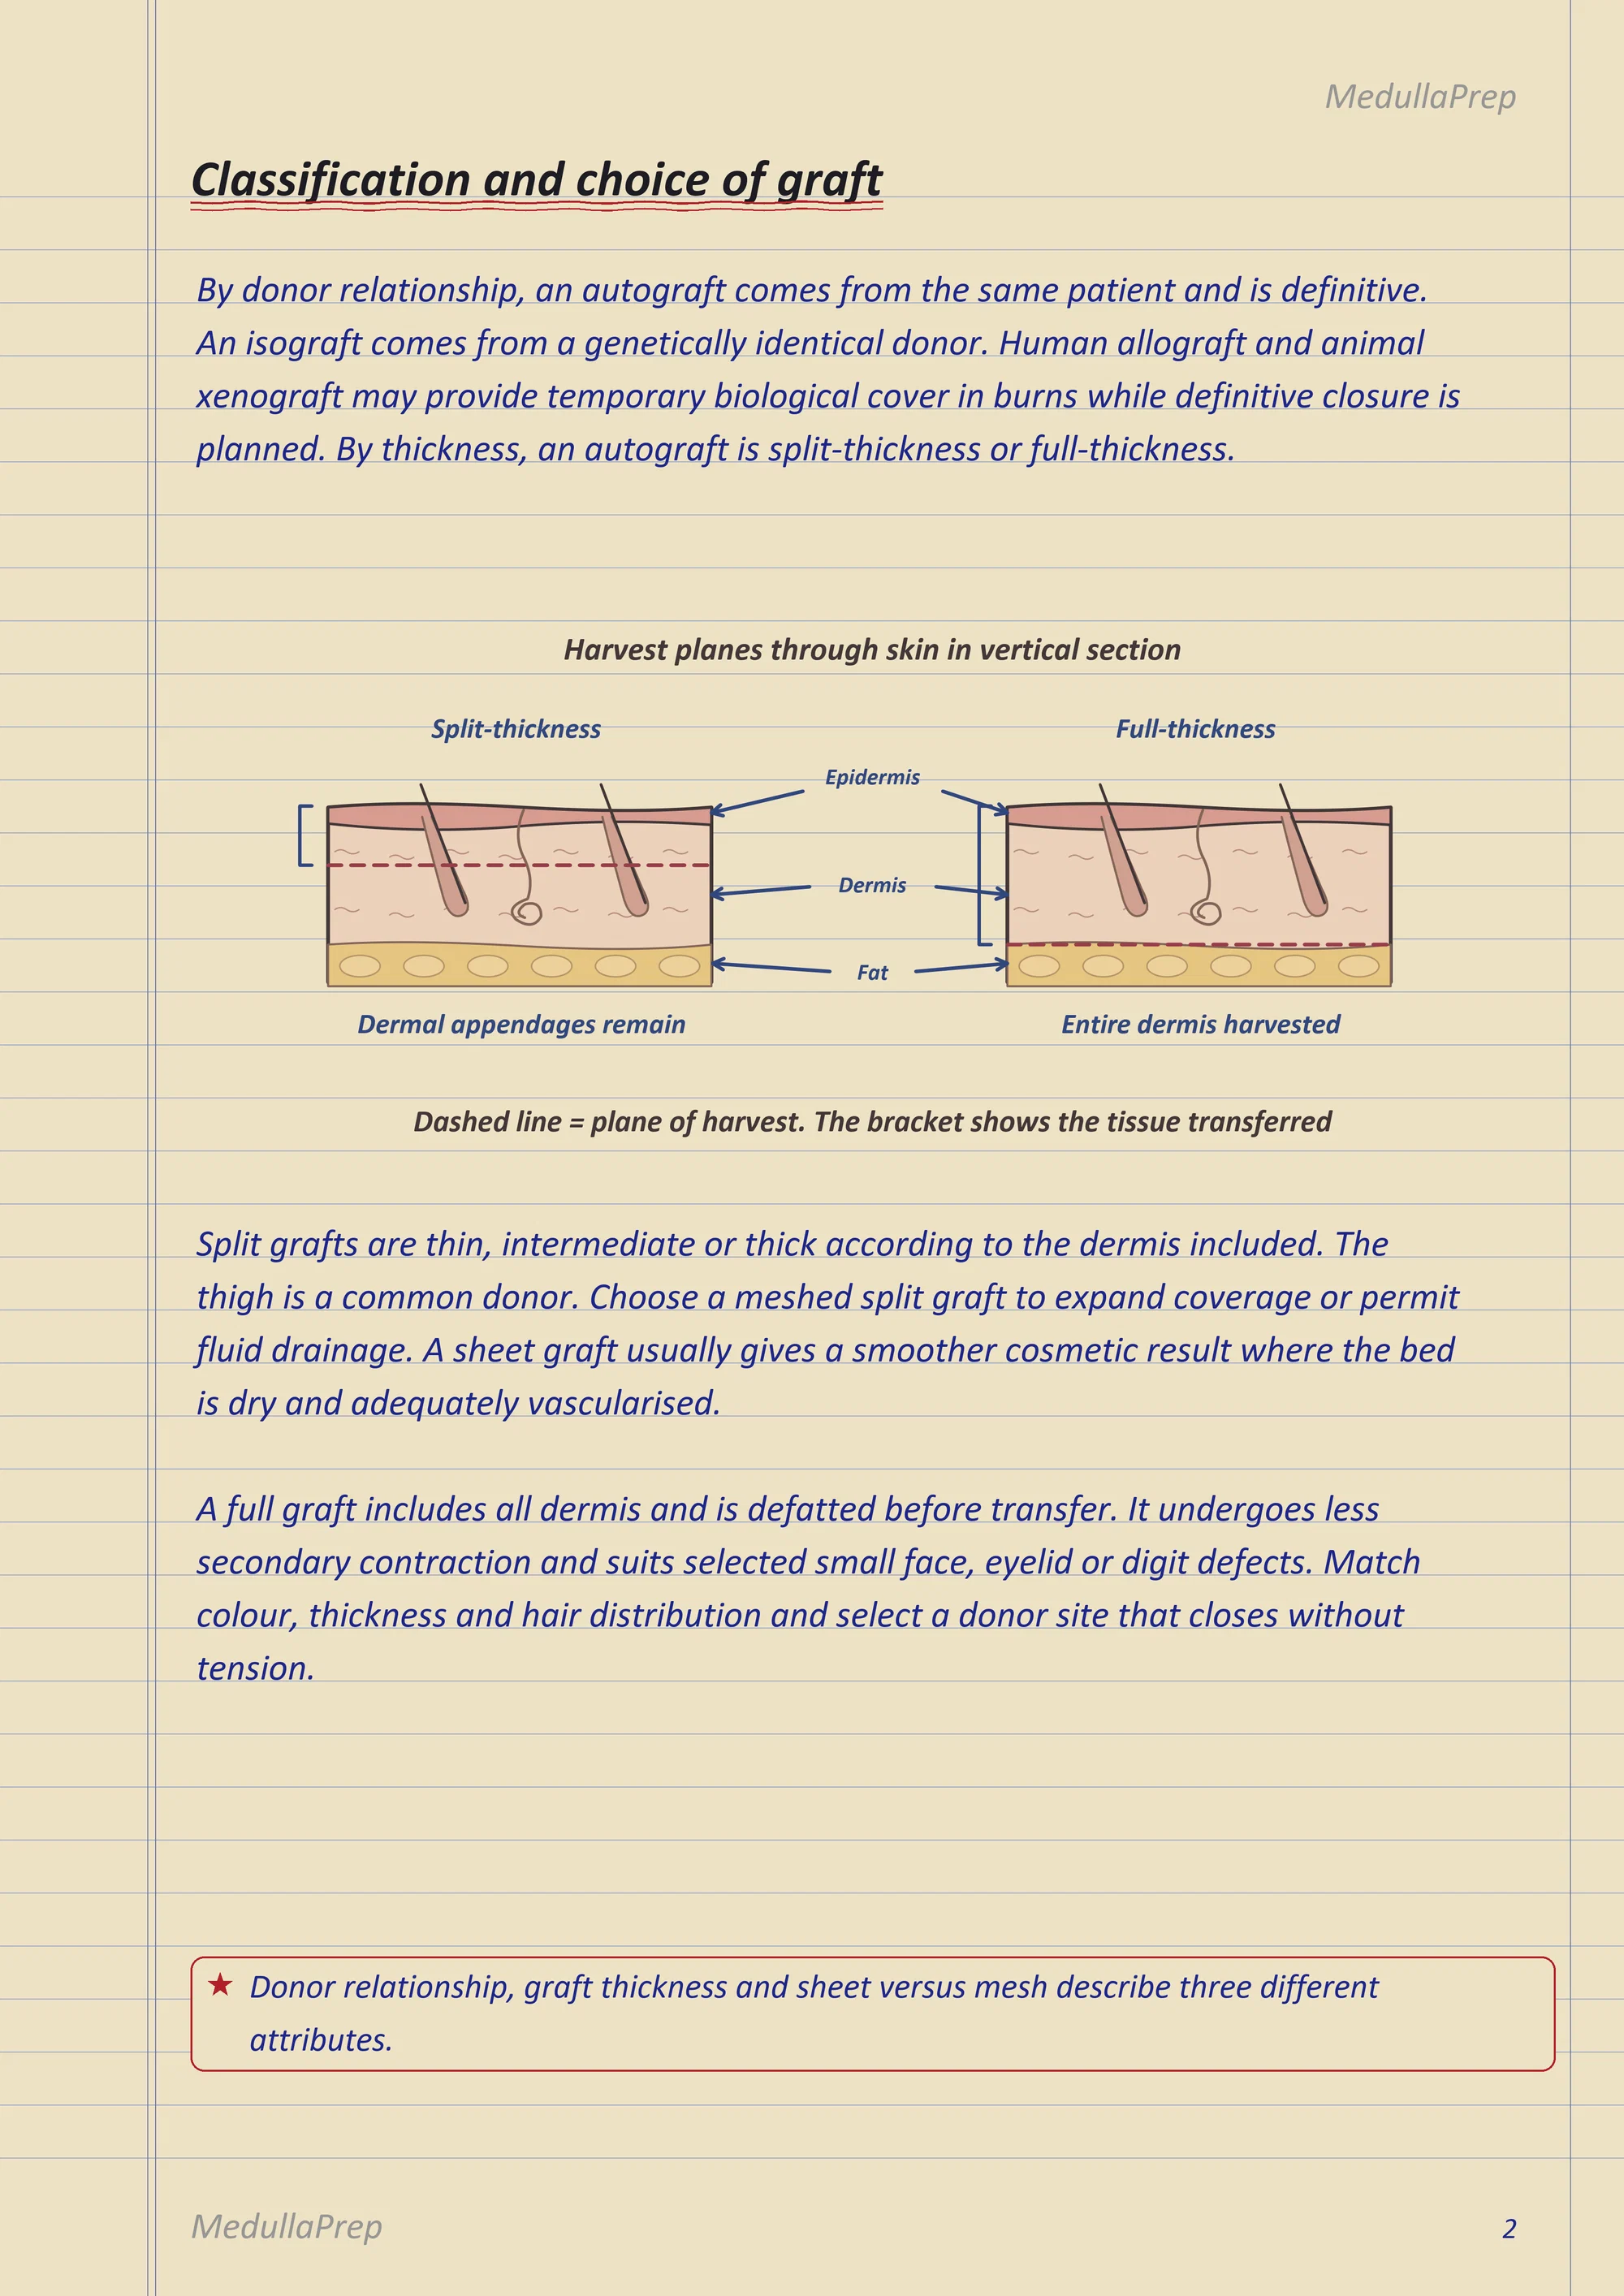 MedullaPrep
Classification and choice of graft
By donor relationship, an autograft comes from the same patient and is definitive.
An isograft comes from a genetically identical donor. Human allograft and animal
xenograft may provide temporary biological cover in burns while definitive closure is
planned. By thickness, an autograft is split-thickness or full-thickness.
Harvest planes through skin in vertical section
Split-thickness
Full-thickness
Epidermis
Dermis
Fat
Dermal appendages remain
Entire dermis harvested
Dashed line = plane of harvest. The bracket shows the tissue transferred
Split grafts are thin, intermediate or thick according to the dermis included. The
thigh is a common donor. Choose a meshed split graft to expand coverage or permit
fluid drainage. A sheet graft usually gives a smoother cosmetic result where the bed
is dry and adequately vascularised.
A full graft includes all dermis and is defatted before transfer. It undergoes less
secondary contraction and suits selected small face, eyelid or digit defects. Match
colour, thickness and hair distribution and select a donor site that closes without
tension.
★ Donor relationship, graft thickness and sheet versus mesh describe three different
attributes.
MedullaPrep
2